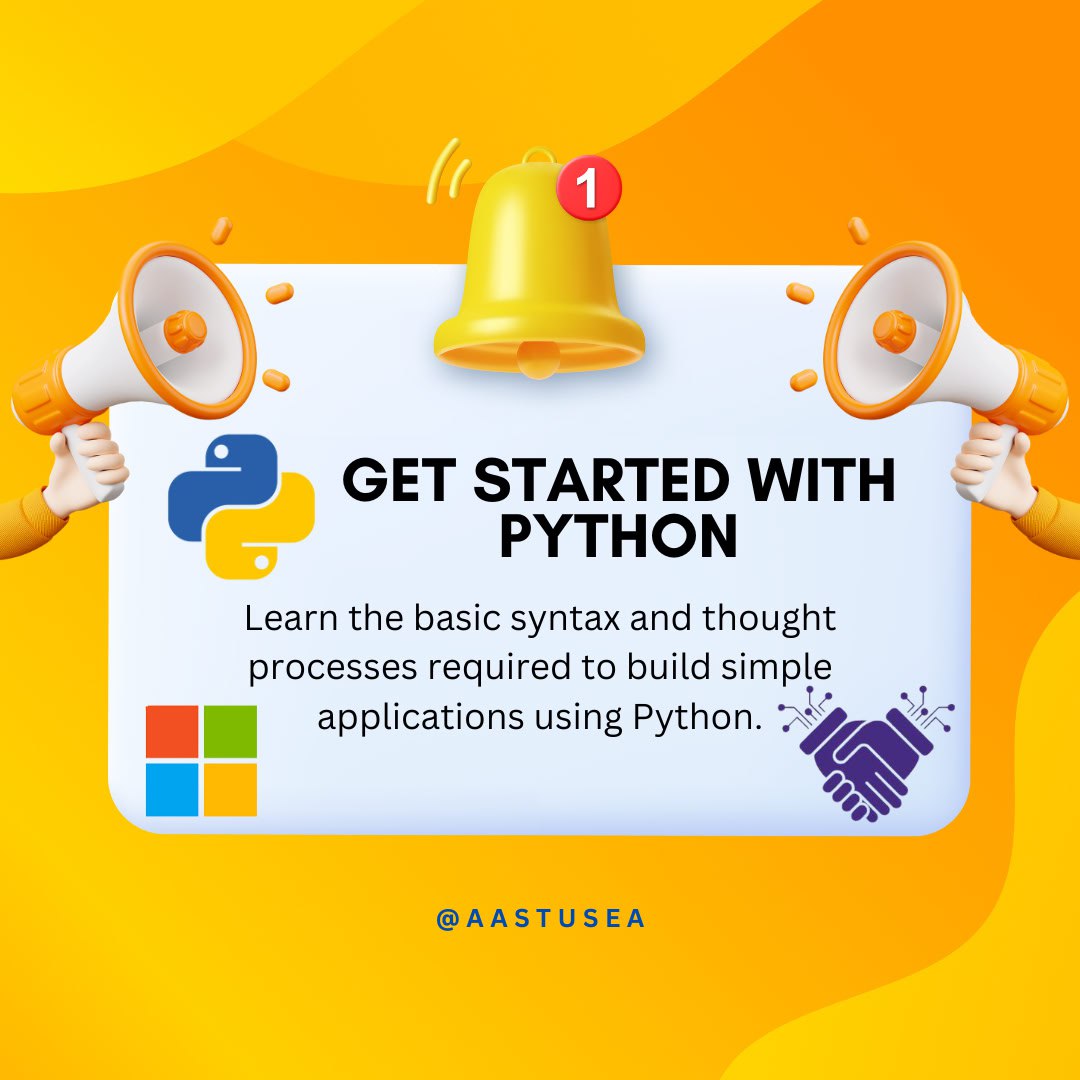 1
GET STARTED WITH
PYTHON
Learn the basic syntax and thought
processes required to build simple
applications using Python.
@AASTUSEA